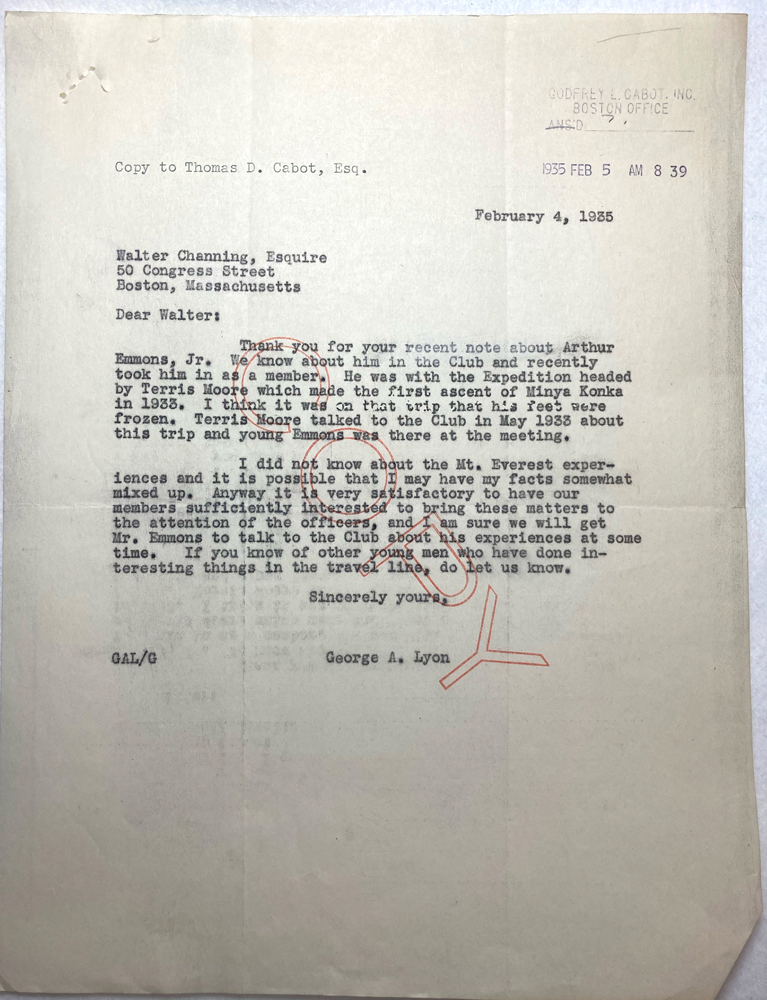 GODFREY L. CABOT, INC.
BOSTON OFFICE
ANS'D
Copy to Thomas D. Cabot, Esq.
1935 FEB 5 AM 8 39
February 4, 1935
Walter Channing, Esquire
50 Congress Street
Boston, Massachusetts
Dear Walter:
Thank you for your recent note about Arthur
Emmons, Jr. We know about him in the Club and recently
took him in as a member. He was with the Expedition headed
by Terris Moore which made the first ascent of Minya Konka
in 1933. I think it was on that trip that his feet were
frozen. Terris Moore talked to the Club in May 1933 about
this trip and young Emmons was there at the meeting.
I did not know about the Mt. Everest exper-
iences and it is possible that I may have my facts somewhat
mixed up. Anyway it is very satisfactory to have our
members sufficiently interested to bring these matters to
the attention of the officers, and I am sure we will get
Mr. Emmons to talk to the Club about his experiences at some
time. If you know of other young men who have done in-
teresting things in the travel line, do let us know.
Sincerely yours,
GAL/G George A. Lyon
COPY